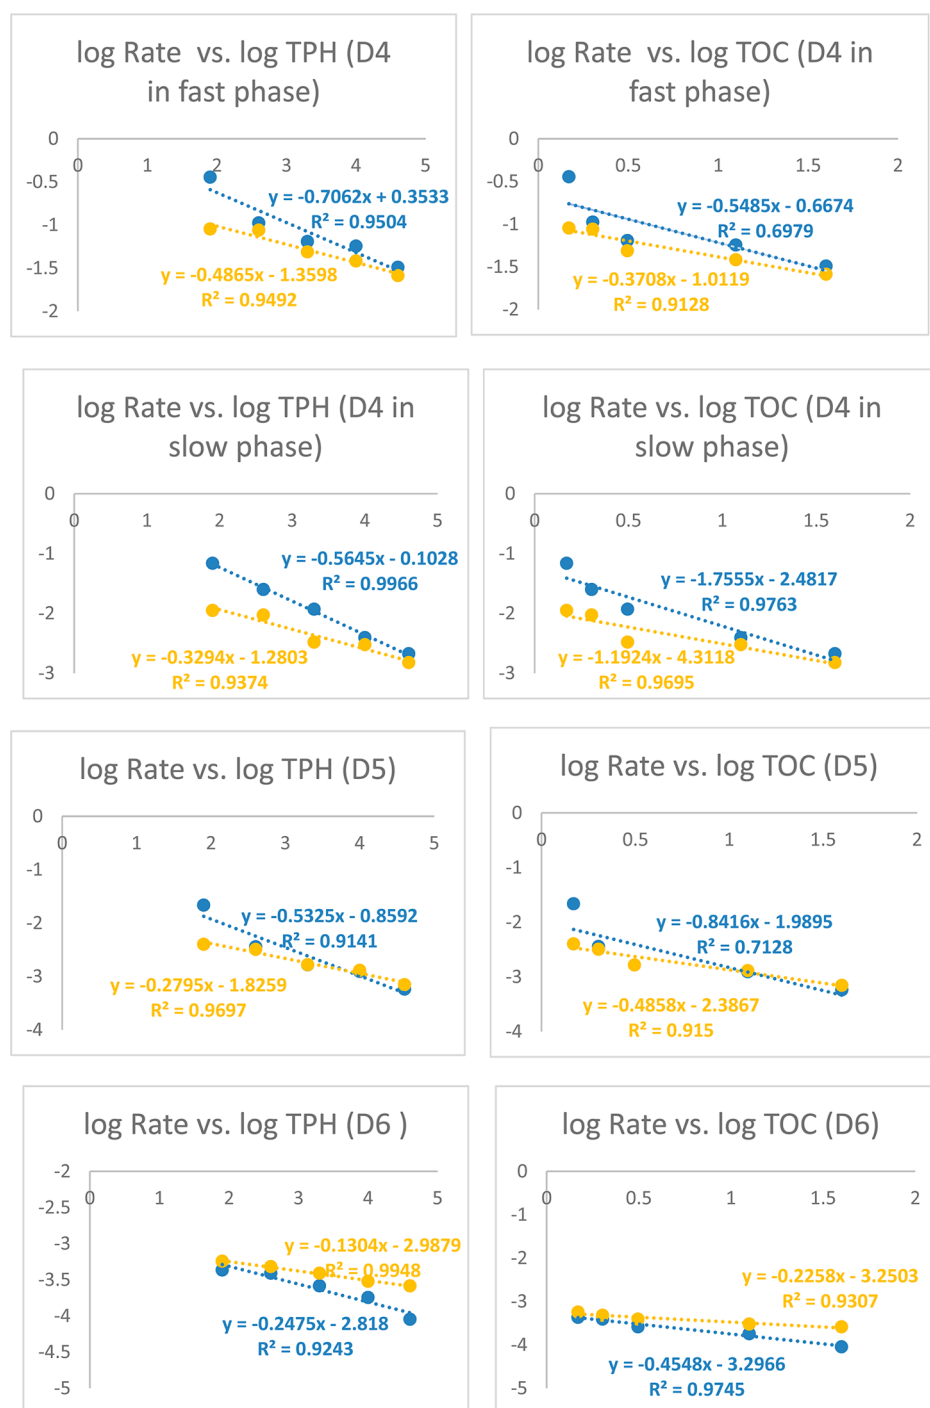 log Rate  vs. log TPH (D4
in fast phase)
0
0 1 2 3 4 5
-0.5
y = -0.7062x + 0.3533
R² = 0.9504
-1
-1.5
y = -0.4865x - 1.3598
R² = 0.9492
-2
log Rate  vs. log TOC (D4 in
fast phase)
0
0 0.5 1 1.5 2
-0.5
y = -0.5485x - 0.6674
R² = 0.6979
-1
-1.5
y = -0.3708x - 1.0119
R² = 0.9128
-2
log Rate vs. log TPH (D4 in
slow phase)
0
0 1 2 3 4 5
-1
y = -0.5645x - 0.1028
R² = 0.9966
-2
y = -0.3294x - 1.2803
R² = 0.9374
-3
log Rate vs. log TOC (D4 in
slow phase)
0
0 0.5 1 1.5 2
-1
y = -1.7555x - 2.4817
R² = 0.9763
-2
y = -1.1924x - 4.3118
R² = 0.9695
-3
log Rate vs. log TPH (D5)
0
0 1 2 3 4 5
-1
-2
y = -0.5325x - 0.8592
R² = 0.9141
-3
y = -0.2795x - 1.8259
R² = 0.9697
-4
log Rate vs. log TOC (D5)
0
0 0.5 1 1.5 2
-1
-2
y = -0.8416x - 1.9895
R² = 0.7128
-3
y = -0.4858x - 2.3867
R² = 0.915
-4
log Rate vs. log TPH (D6 )
-2
0 1 2 3 4 5
-2.5
-3
y = -0.1304x - 2.9879
R² = 0.9948
-3.5
-4
y = -0.2475x - 2.818
R² = 0.9243
-4.5
-5
log Rate vs. log TOC (D6)
0
0 0.5 1 1.5 2
-1
-2
y = -0.2258x - 3.2503
R² = 0.9307
-3
-4
y = -0.4548x - 3.2966
R² = 0.9745
-5